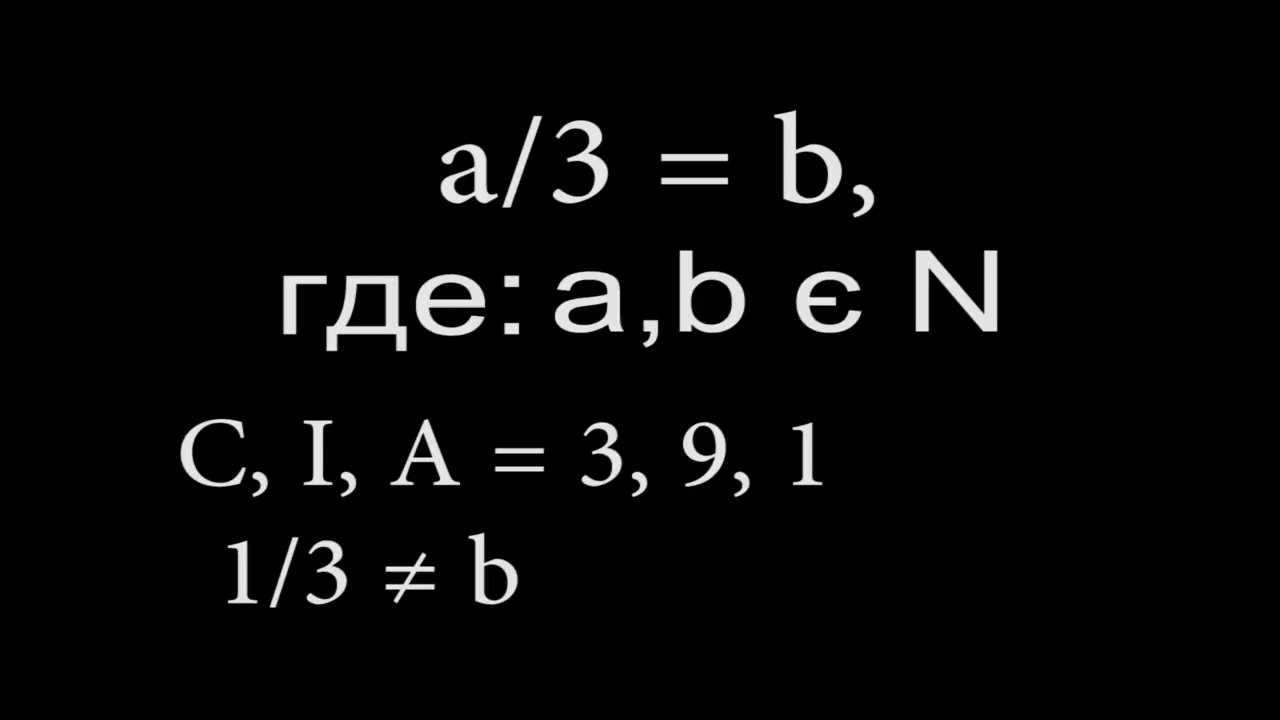 a/3 = b,
где: a,b є N
C, I, A = 3, 9, 1
1/3 ≠ b